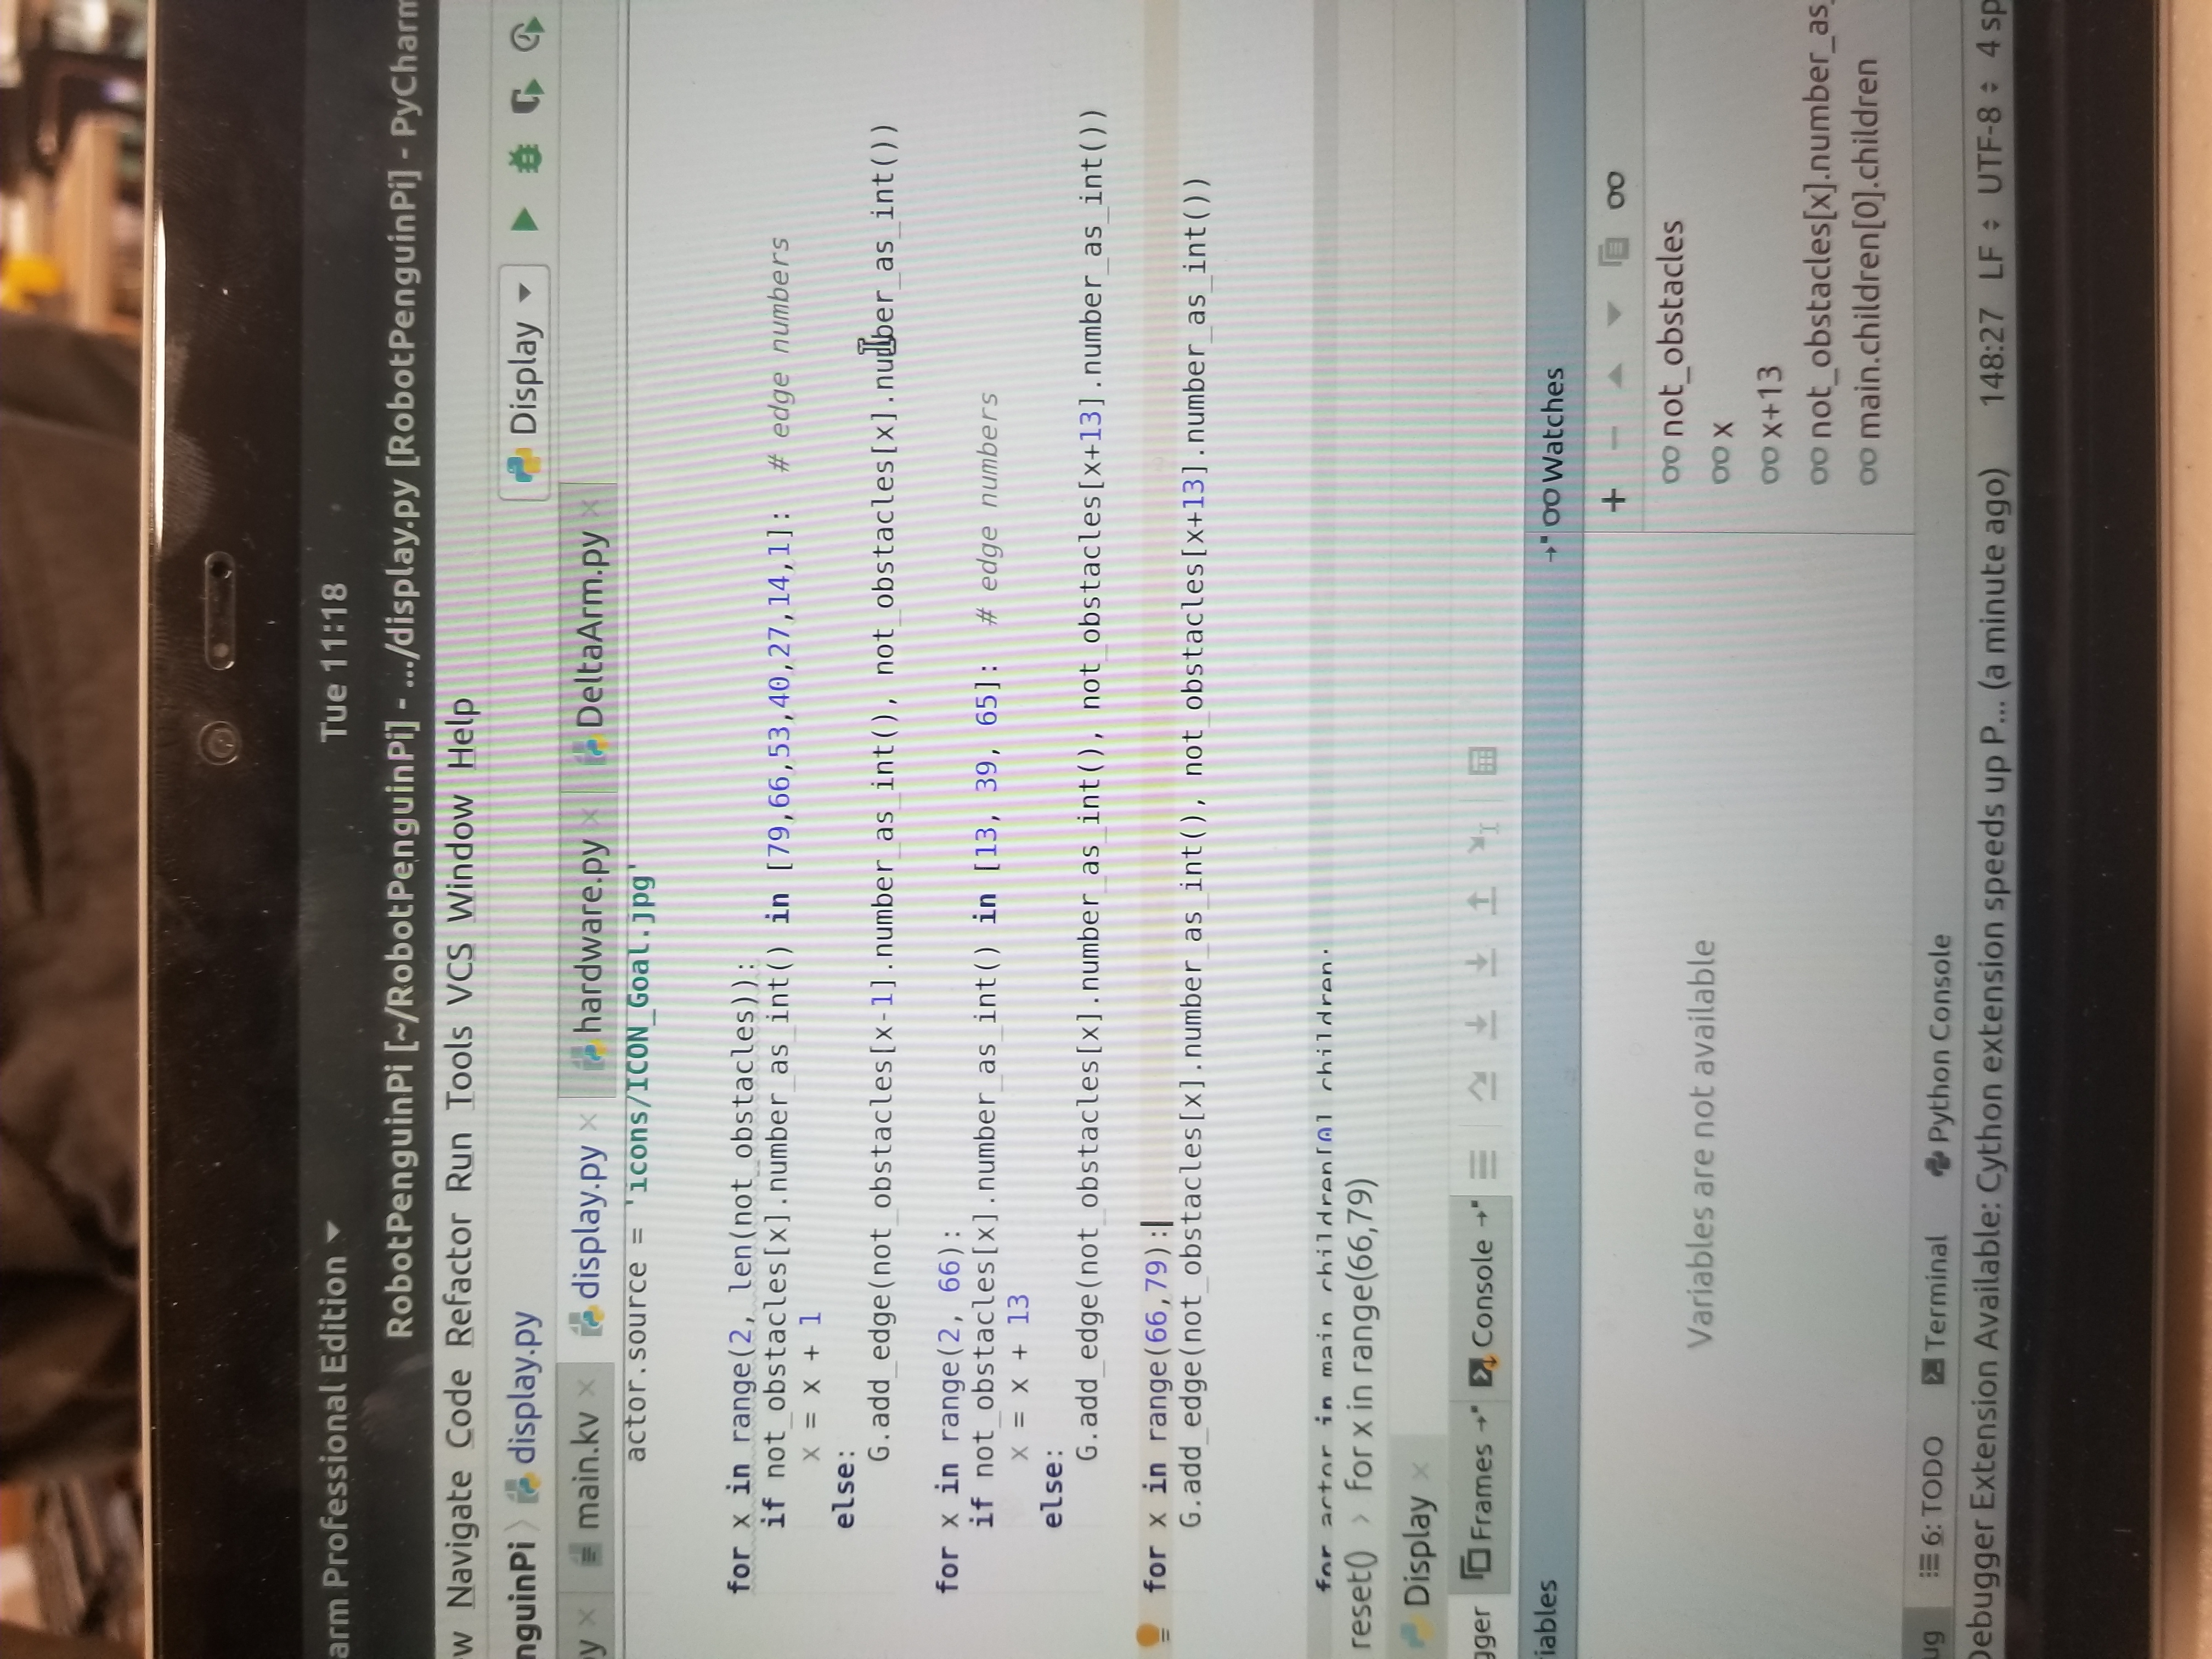 arm Professional Edition
Tue 11:18
RobotPenguinPi [~/RobotPenguinPi] - .../display.py [RobotPenguinPi] - PyCharm
w Navigate Code Refactor Run Tools VCS Window Help
nguinPi display.py
Display
y main.kv display.py hardware.py DeltaArm.py
actor.source = 'icons/ICON_Goal.jpg'
for x in range(2, len(not_obstacles)):
if not_obstacles[x].number_as_int() in [79,66,53,40,27,14,1]: # edge numbers
x = x + 1
else:
G.add_edge(not_obstacles[x-1].number_as_int(), not_obstacles[x].number_as_int())
for x in range(2, 66):
if not_obstacles[x].number_as_int() in [13, 39, 65]: # edge numbers
x = x + 13
else:
G.add_edge(not_obstacles[x].number_as_int(), not_obstacles[x+13].number_as_int())
for x in range(66,79):
G.add_edge(not_obstacles[x].number_as_int(), not_obstacles[x+13].number_as_int())
for actor in main.children[0].children:
reset() › for x in range(66,79)
Display
gger Frames Console
iables
Watches
Variables are not available
not_obstacles
x
x+13
not_obstacles[x].number_as_
main.children[0].children
ug 6: TODO Terminal Python Console
Debugger Extension Available: Cython extension speeds up P... (a minute ago) 148:27 LF UTF-8 4 sp